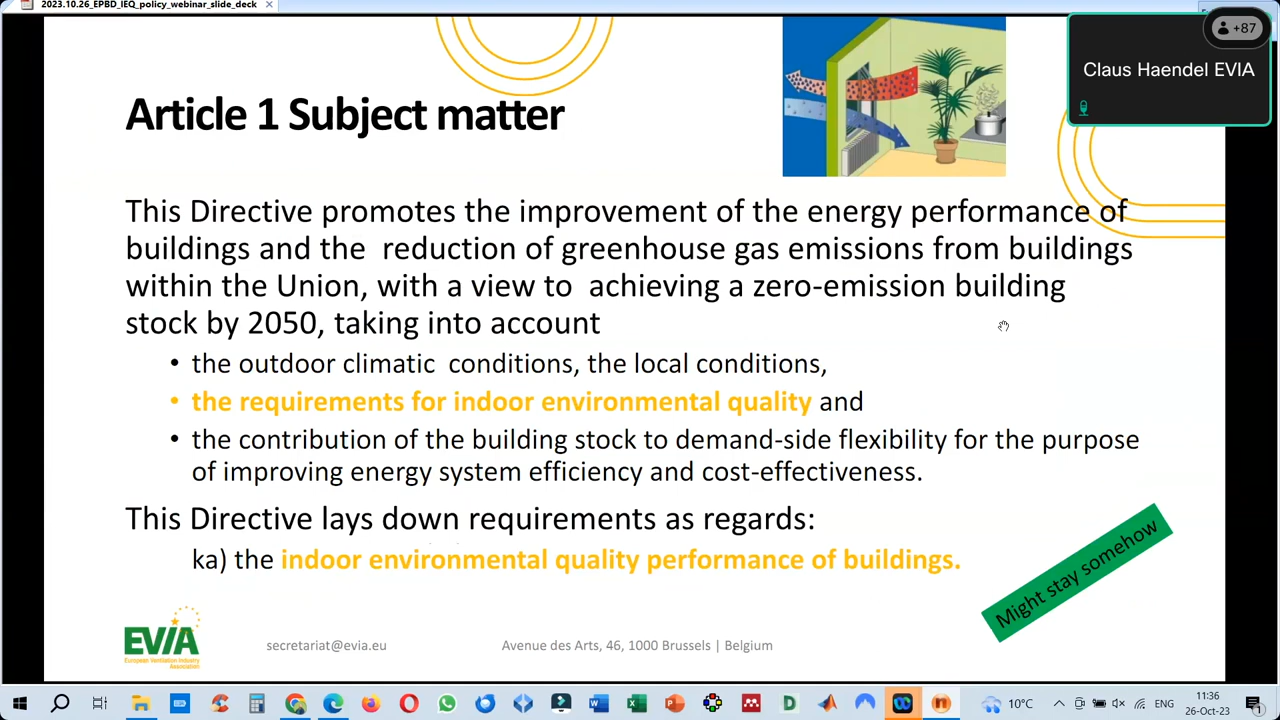 2023.10.26_EPBD_IEQ_policy_webinar_slide_deck
+87
Claus Haendel EVIA
Article 1 Subject matter
This Directive promotes the improvement of the energy performance of
buildings and the reduction of greenhouse gas emissions from buildings
within the Union, with a view to achieving a zero-emission building
stock by 2050, taking into account
• the outdoor climatic conditions, the local conditions,
• the requirements for indoor environmental quality and
• the contribution of the building stock to demand-side flexibility for the purpose
of improving energy system efficiency and cost-effectiveness.
This Directive lays down requirements as regards:
ka) the indoor environmental quality performance of buildings.
Might stay somehow
EVIA
European Ventilation Industry
Association
secretariat@evia.eu
Avenue des Arts, 46, 1000 Brussels | Belgium
10°C
ENG
11:36
26-Oct-23
1